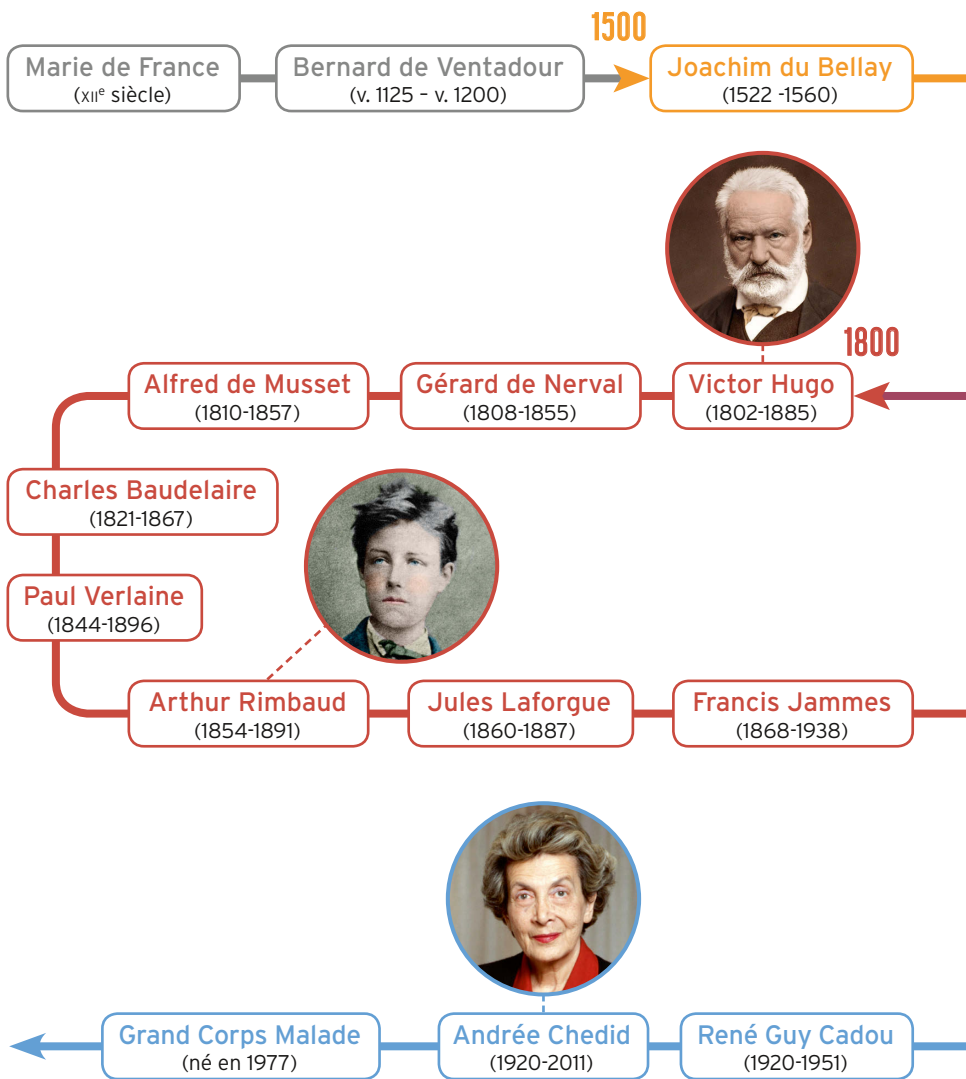 1500
Marie de France
(XIIe siècle)
Bernard de Ventadour
(v. 1125 – v. 1200)
Joachim du Bellay
(1522 -1560)
1800
Alfred de Musset
(1810-1857)
Gérard de Nerval
(1808-1855)
Victor Hugo
(1802-1885)
Charles Baudelaire
(1821-1867)
Paul Verlaine
(1844-1896)
Arthur Rimbaud
(1854-1891)
Jules Laforgue
(1860-1887)
Francis Jammes
(1868-1938)
Grand Corps Malade
(né en 1977)
Andrée Chedid
(1920-2011)
René Guy Cadou
(1920-1951)